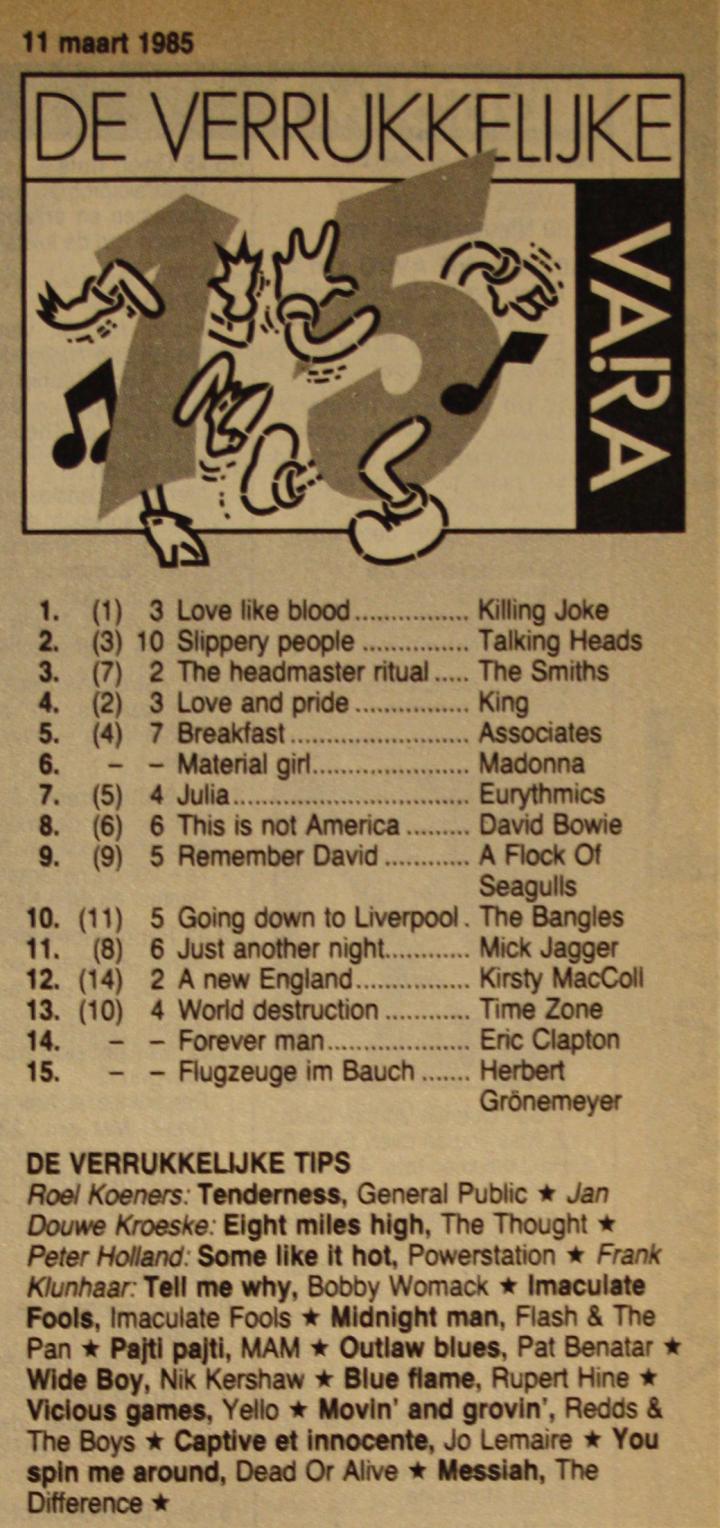 11 maart 1985
DE VERRUKKELIJKE
15
VARA
1. (1) 3 Love like blood................ Killing Joke
2. (3) 10 Slippery people ............... Talking Heads
3. (7) 2 The headmaster ritual..... The Smiths
4. (2) 3 Love and pride ................ King
5. (4) 7 Breakfast......................... Associates
6. – – Material girl...................... Madonna
7. (5) 4 Julia................................. Eurythmics
8. (6) 6 This is not America ......... David Bowie
9. (9) 5 Remember David ............ A Flock Of
Seagulls
10. (11) 5 Going down to Liverpool. The Bangles
11. (8) 6 Just another night............ Mick Jagger
12. (14) 2 A new England................ Kirsty MacColl
13. (10) 4 World destruction ............ Time Zone
14. – – Forever man.................... Eric Clapton
15. – – Flugzeuge im Bauch ....... Herbert
Grönemeyer
DE VERRUKKELIJKE TIPS
Roel Koeners: Tenderness, General Public ★ Jan
Douwe Kroeske: Eight miles high, The Thought ★
Peter Holland: Some like it hot, Powerstation ★ Frank
Klunhaar: Tell me why, Bobby Womack ★ Imaculate
Fools, Imaculate Fools ★ Midnight man, Flash & The
Pan ★ Pajti pajti, MAM ★ Outlaw blues, Pat Benatar ★
Wide Boy, Nik Kershaw ★ Blue flame, Rupert Hine ★
Vicious games, Yello ★ Movin' and grovin', Redds &
The Boys ★ Captive et innocente, Jo Lemaire ★ You
spin me around, Dead Or Alive ★ Messiah, The
Difference ★